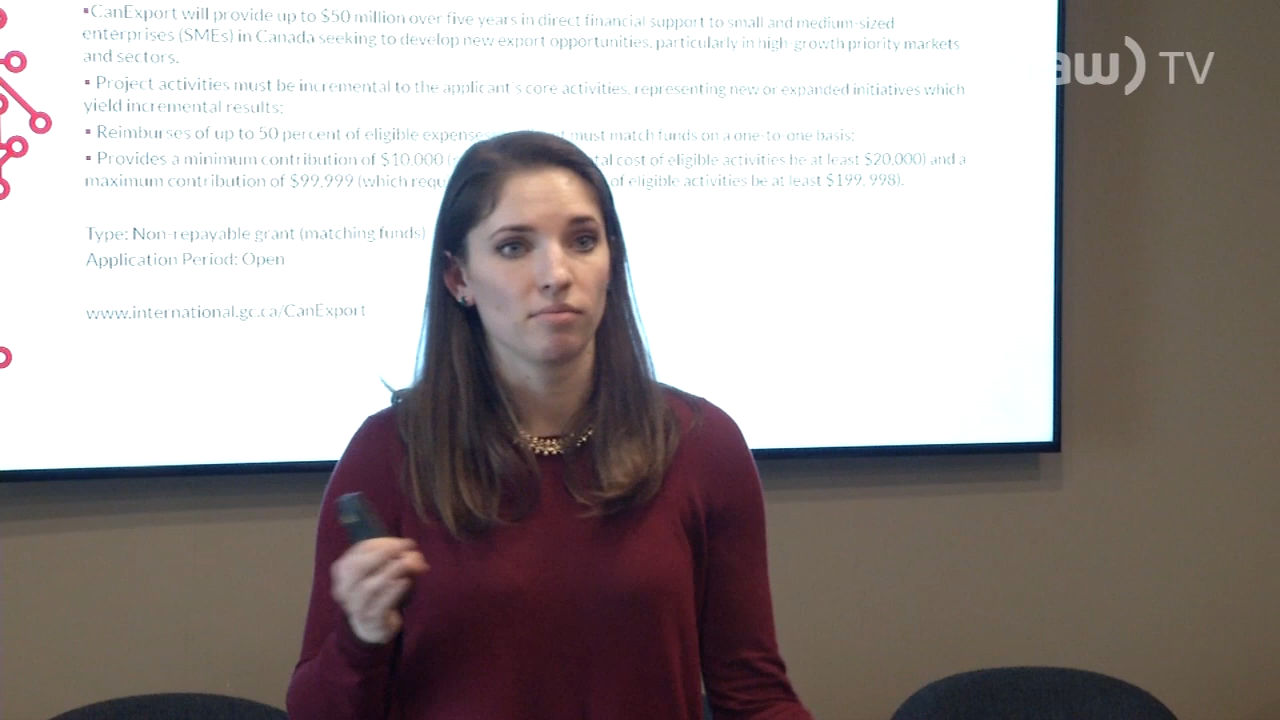 ▪CanExport will provide up to $50 million over five years in direct financial support to small and medium-sized
enterprises (SMEs) in Canada seeking to develop new export opportunities, particularly in high-growth priority markets
and sectors.
▪ Project activities must be incremental to the applicant's core activities, representing new or expanded initiatives which
yield incremental results;
▪ Reimburses of up to 50 percent of eligible expenses must match funds on a one-to-one basis;
▪ Provides a minimum contribution of $10,000 ( cost of eligible activities be at least $20,000) and a
maximum contribution of $99,999 (which of eligible activities be at least $199, 998).
Type: Non-repayable grant (matching funds)
Application Period: Open
www.international.gc.ca/CanExport
aw) TV